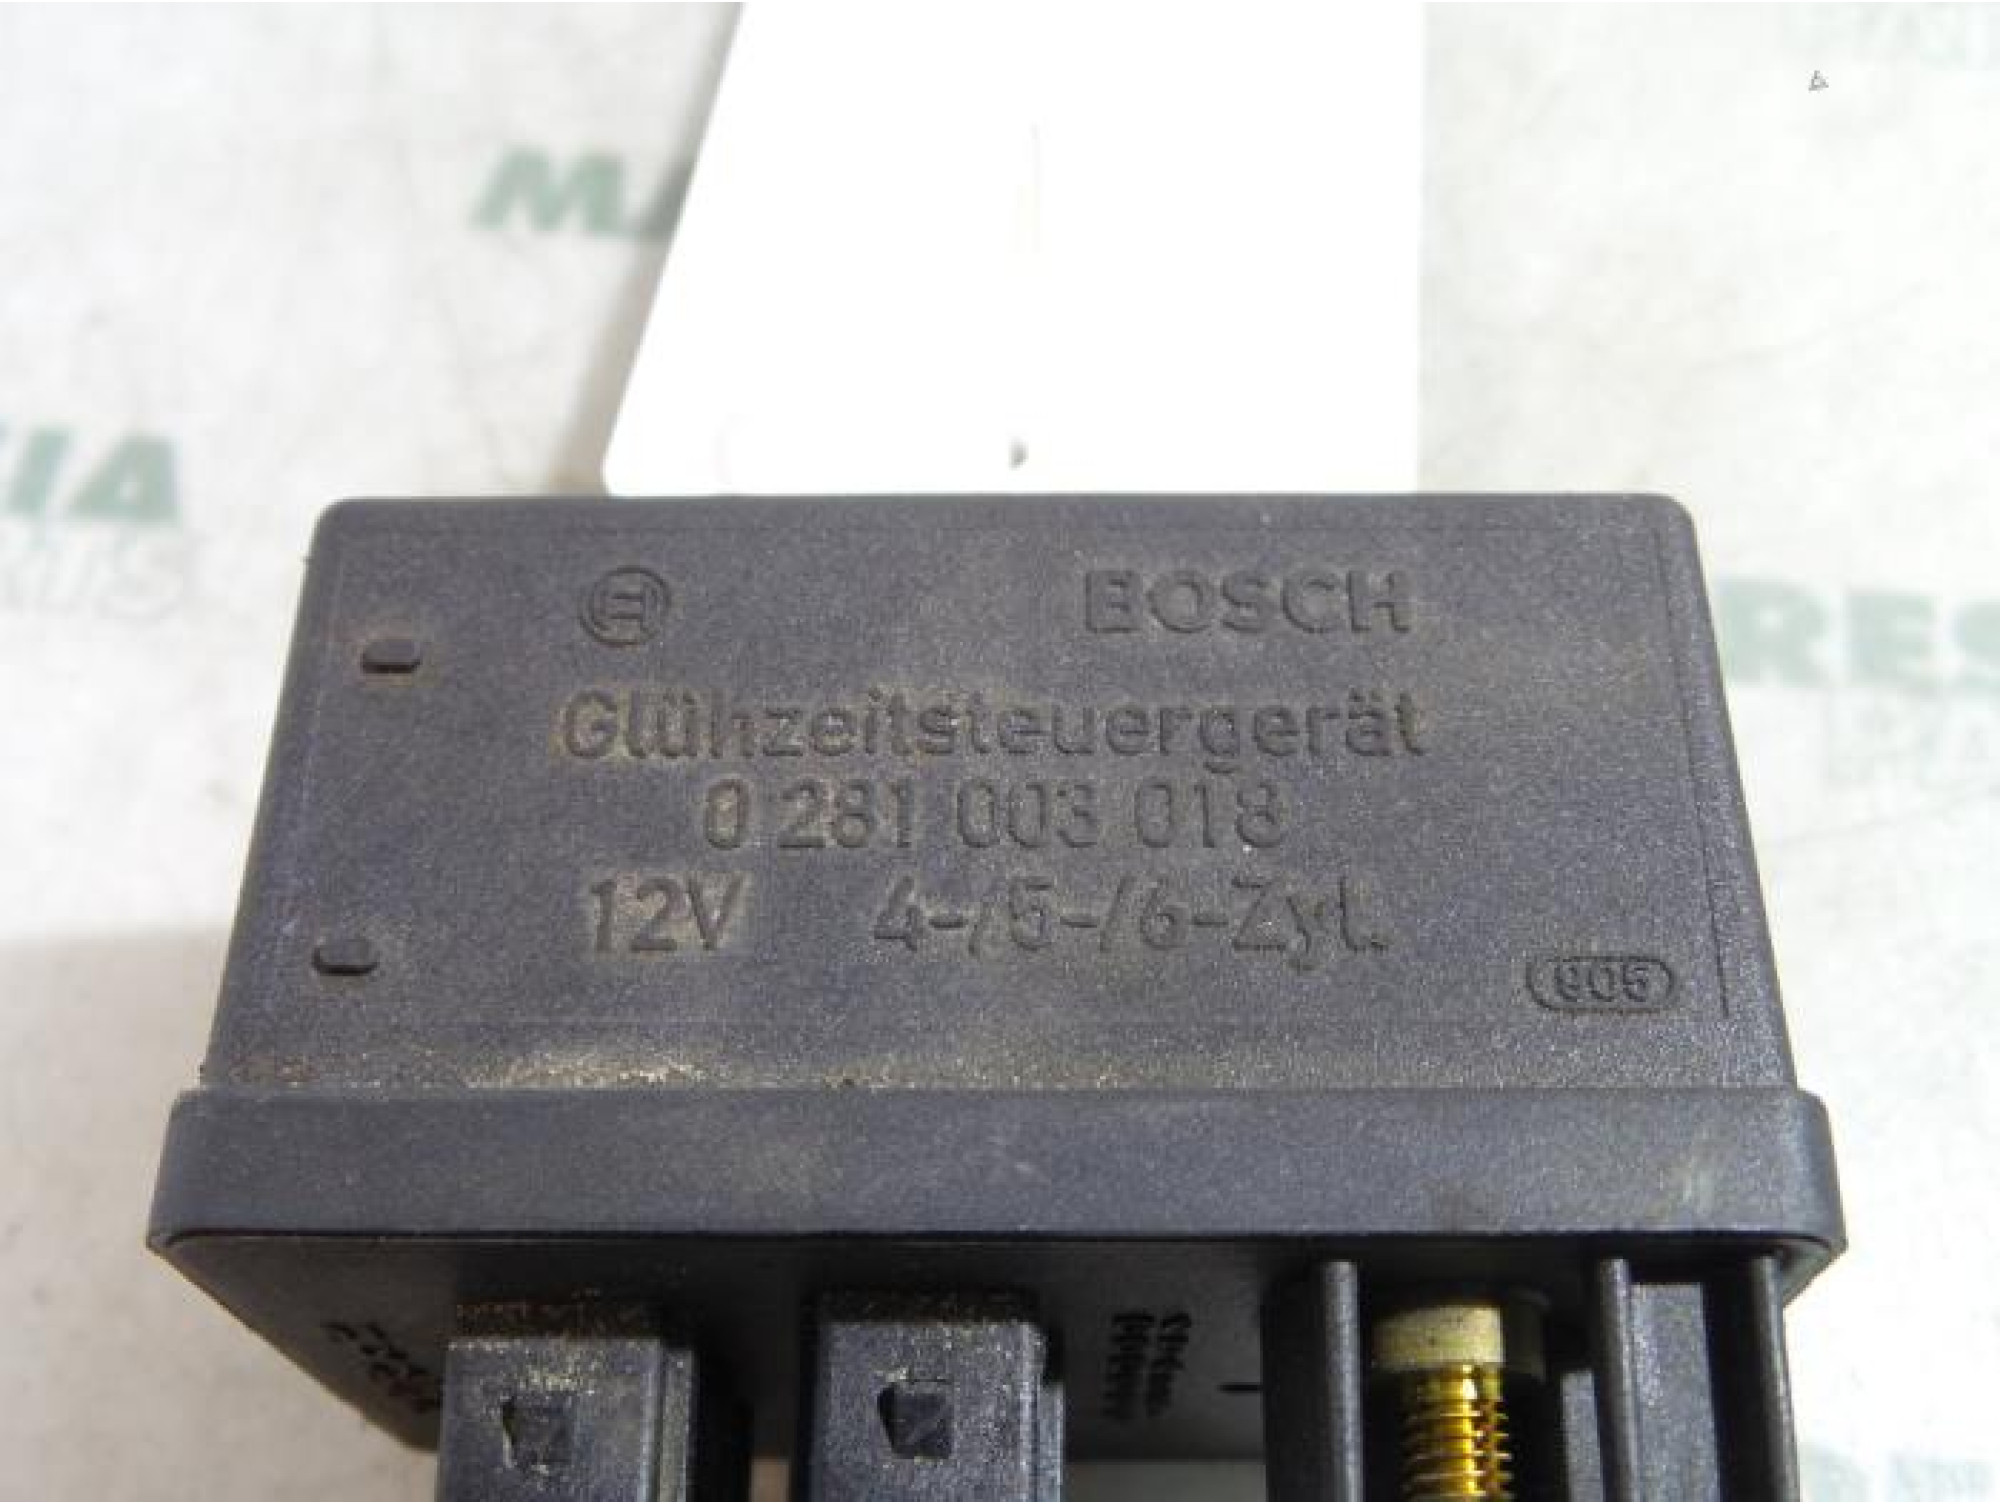 BOSCH
Glühzeitsteuergerät
0 281 003 018
12V 4-/5-/6-Zyl.
905